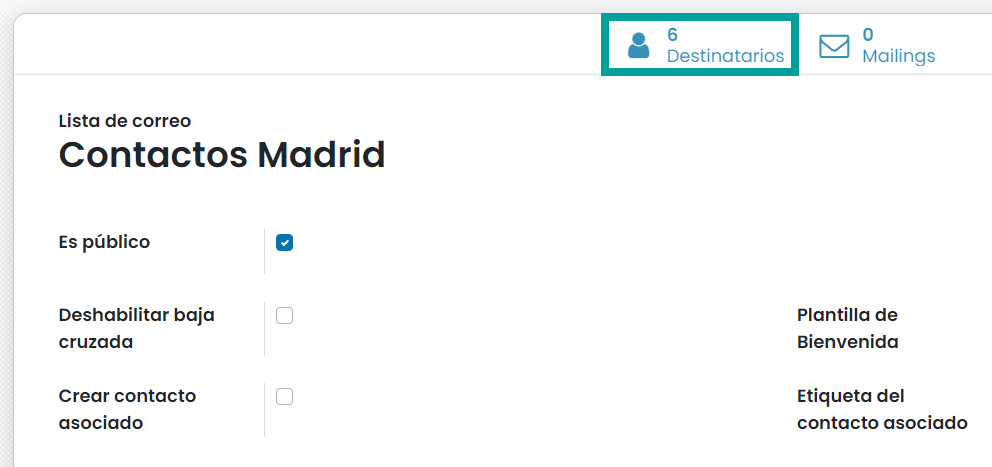 6
Destinatarios
0
Mailings
Lista de correo
Contactos Madrid
Es público
Deshabilitar baja
cruzada
Plantilla de
Bienvenida
Crear contacto
asociado
Etiqueta del
contacto asociado